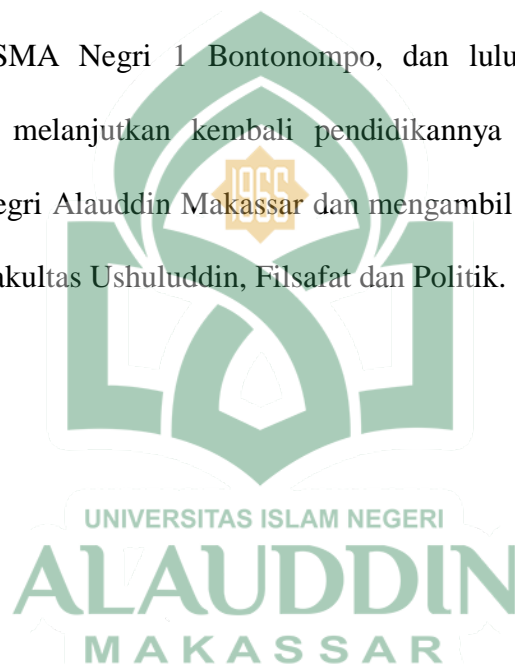 SMA Negri 1 Bontonompo, dan lulu
melanjutkan kembali pendidikannya
egri Alauddin Makassar dan mengambil
akultas Ushuluddin, Filsafat dan Politik.
1965
UNIVERSITAS ISLAM NEGERI
ALAUDDIN
MAKASSAR